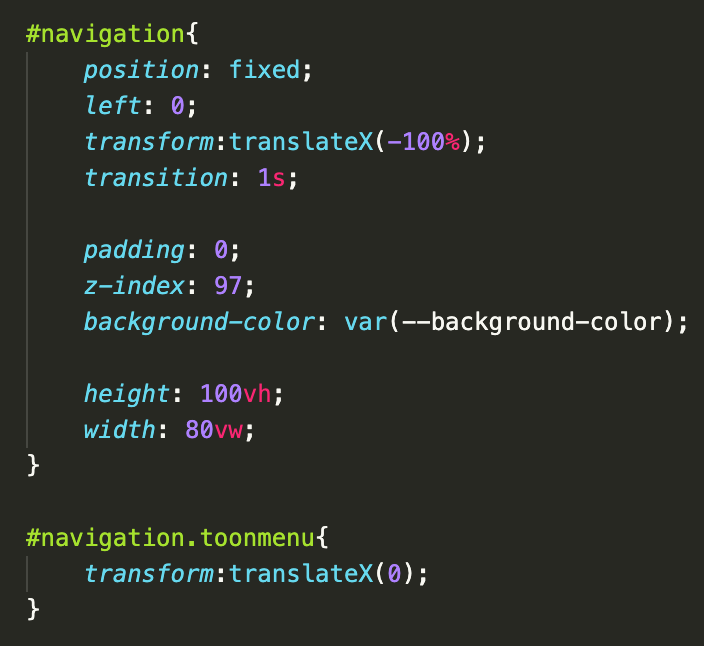 #navigation{
    position: fixed;
    left: 0;
    transform:translateX(-100%);
    transition: 1s;
    padding: 0;
    z-index: 97;
    background-color: var(--background-color);
    height: 100vh;
    width: 80vw;
}
#navigation.toonmenu{
    transform:translateX(0);
}